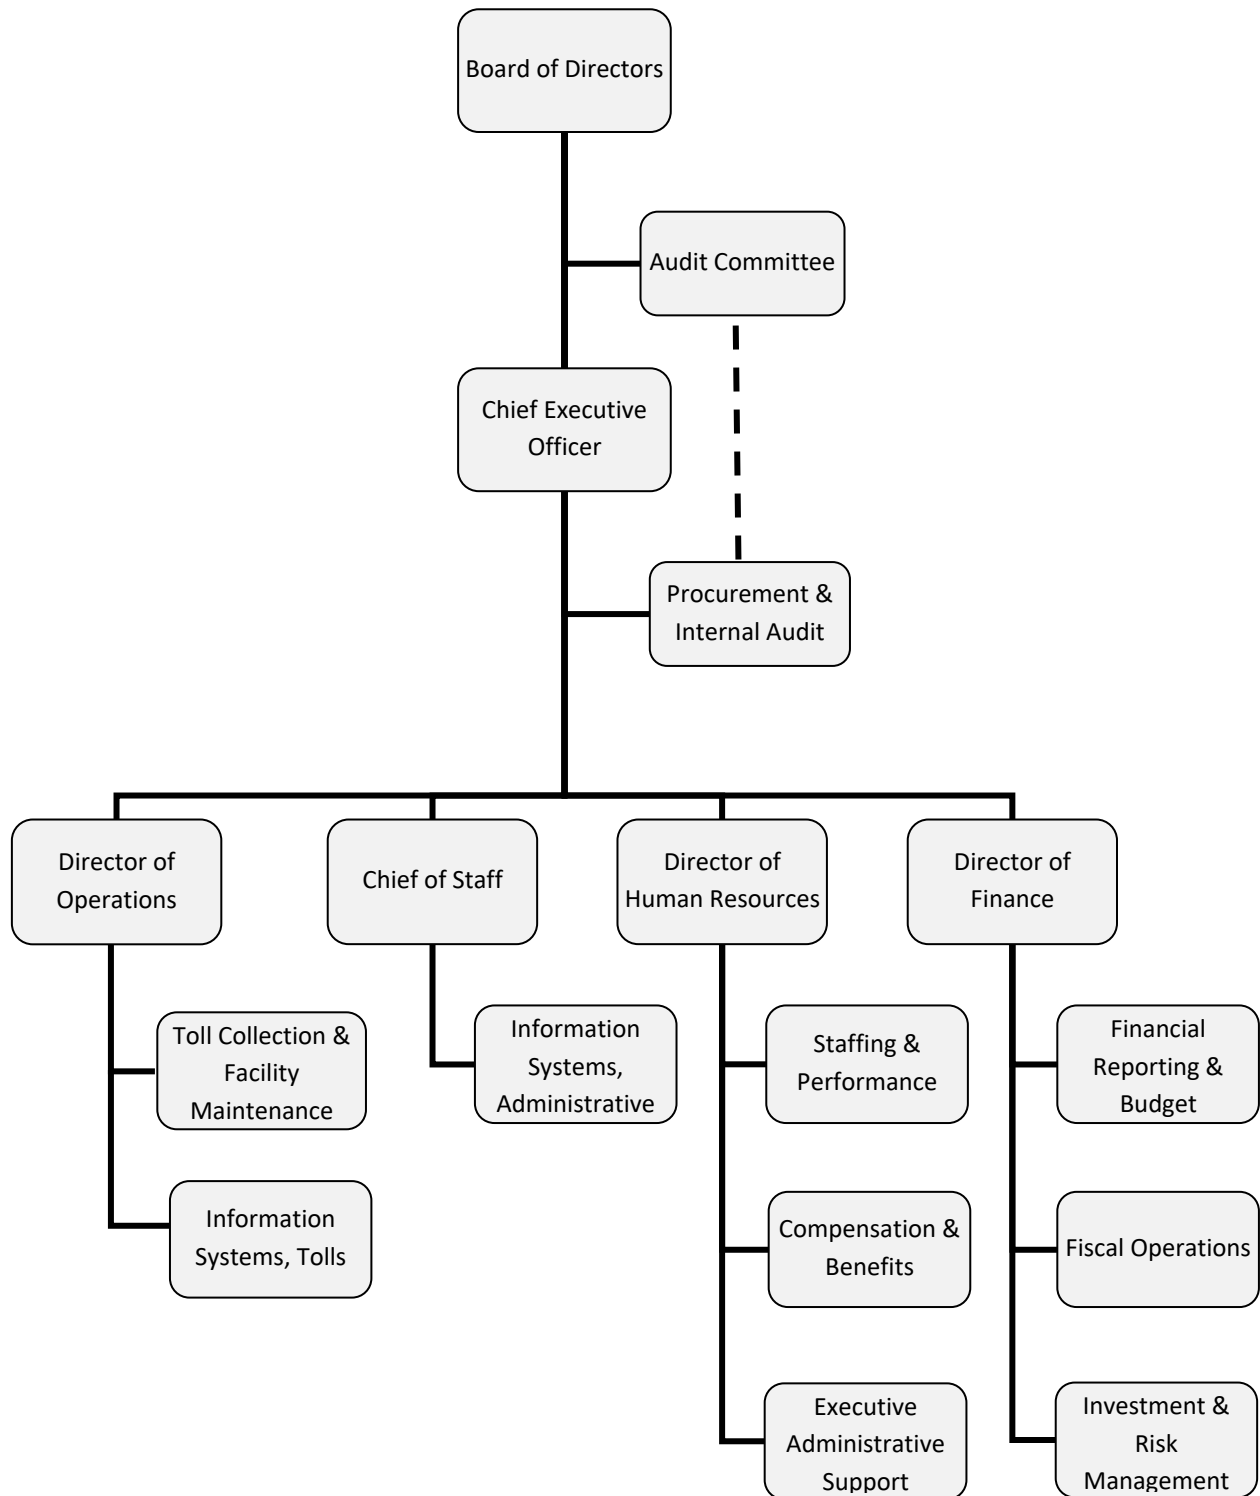 Board of Directors
Audit Committee
Chief Executive
Officer
Procurement &
Internal Audit
Director of
Operations
Chief of Staff
Director of
Human Resources
Director of
Finance
Toll Collection &
Facility
Maintenance
Information
Systems, Tolls
Information
Systems,
Administrative
Staffing &
Performance
Compensation &
Benefits
Executive
Administrative
Support
Financial
Reporting &
Budget
Fiscal Operations
Investment &
Risk
Management